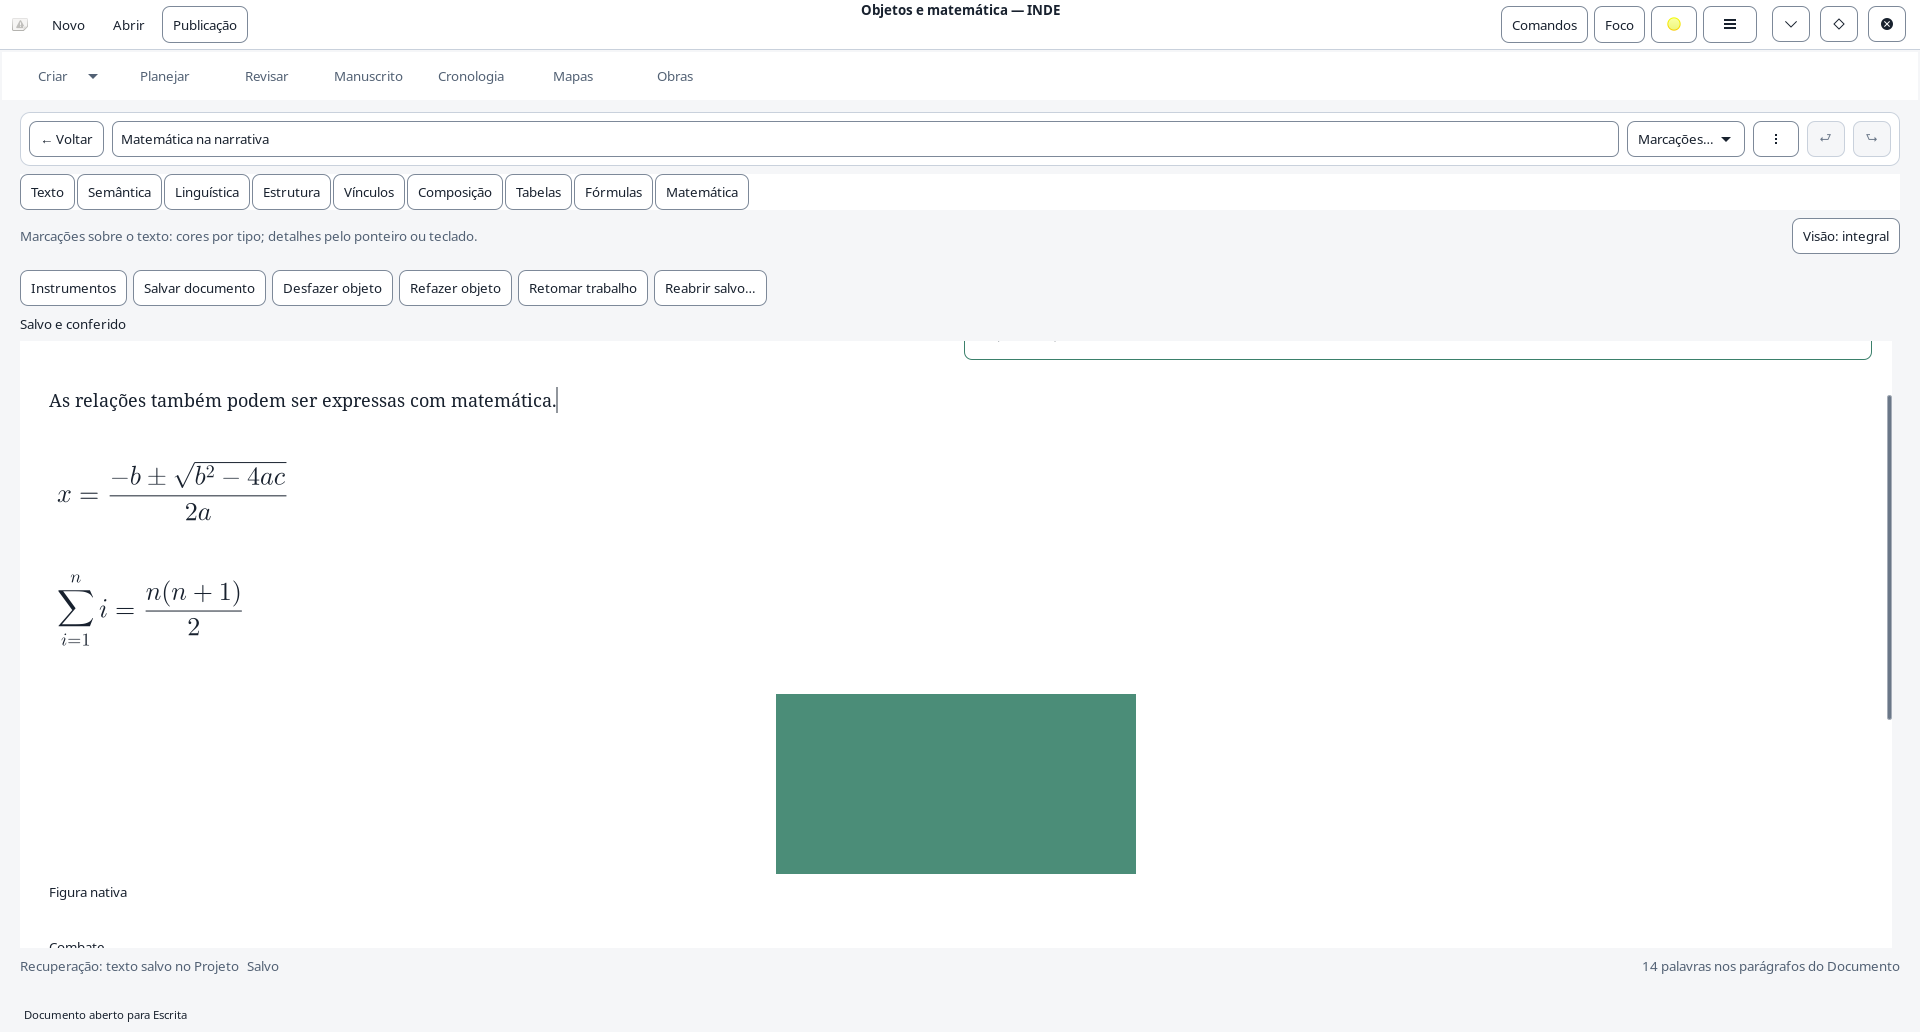 Objetos e matemática — INDE
Novo Abrir Publicação Comandos Foco
Criar Planejar Revisar Manuscrito Cronologia Mapas Obras
← Voltar Matemática na narrativa Marcações...
Texto Semântica Linguística Estrutura Vínculos Composição Tabelas Fórmulas Matemática
Marcações sobre o texto: cores por tipo; detalhes pelo ponteiro ou teclado. Visão: integral
Instrumentos Salvar documento Desfazer objeto Refazer objeto Retomar trabalho Reabrir salvo...
Salvo e conferido
As relações também podem ser expressas com matemática.
x = (−b ± √(b² − 4ac)) / 2a
∑_{i=1}^{n} i = n(n + 1) / 2
Figura nativa
Combate
Recuperação: texto salvo no Projeto Salvo 14 palavras nos parágrafos do Documento
Documento aberto para Escrita